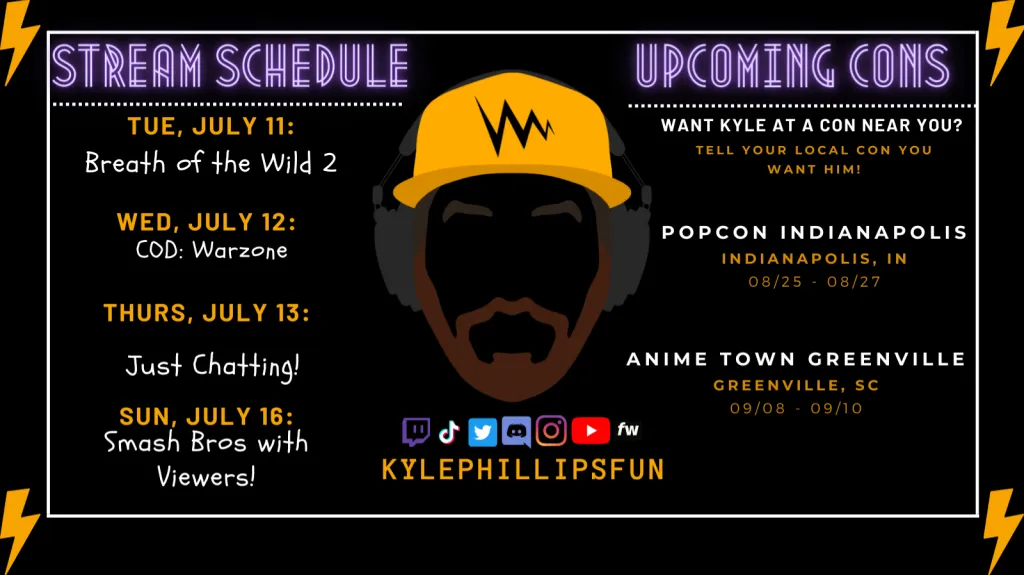 STREAM SCHEDULE
TUE, JULY 11:
Breath of the Wild 2
WED, JULY 12:
COD: Warzone
THURS, JULY 13:
Just Chatting!
SUN, JULY 16:
Smash Bros with
Viewers!
UPCOMING CONS
WANT KYLE AT A CON NEAR YOU?
TELL YOUR LOCAL CON YOU
WANT HIM!
POPCON INDIANAPOLIS
INDIANAPOLIS, IN
08/25 - 08/27
ANIME TOWN GREENVILLE
GREENVILLE, SC
09/08 - 09/10
fw
KYLEPHILLIPSFUN